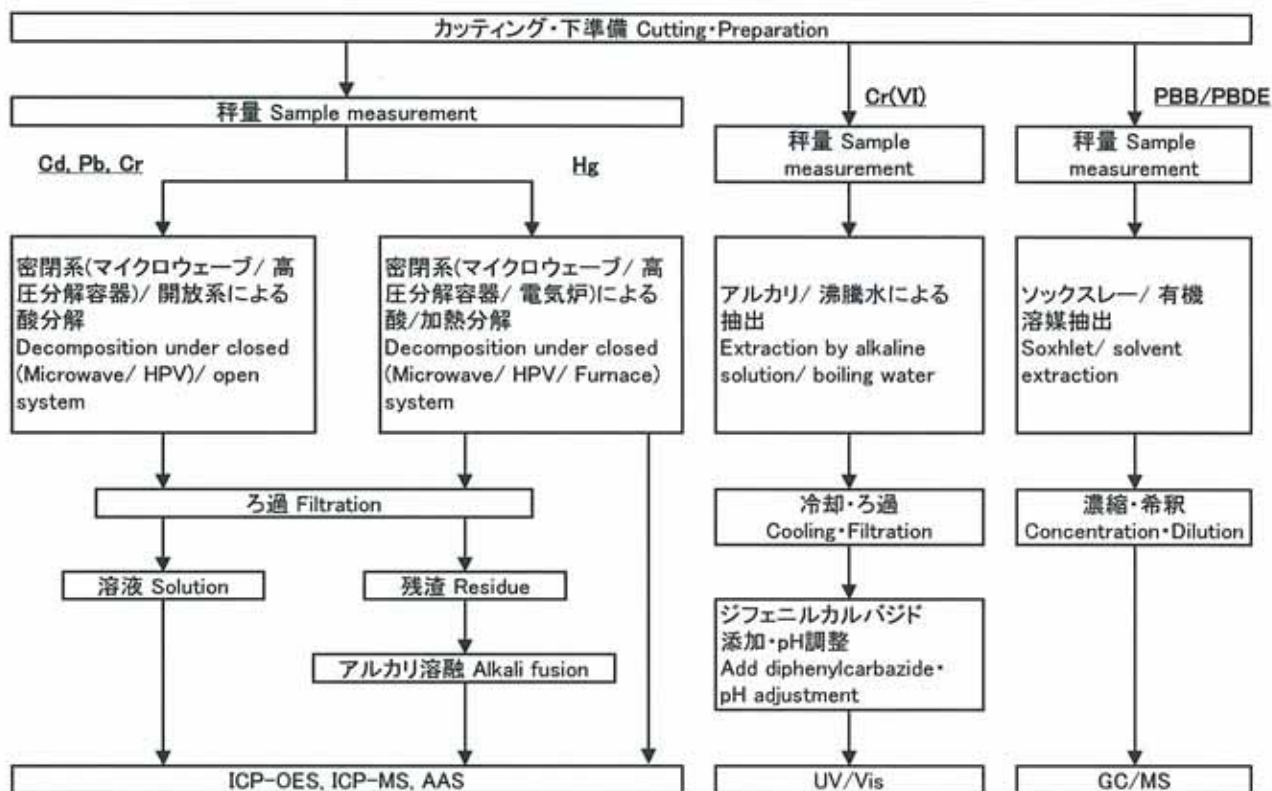 カッティング・下準備 Cutting・Preparation
秤量 Sample measurement
Cd, Pb, Cr
Hg
密閉系(マイクロウェーブ/ 高
圧分解容器)/ 開放系による
酸分解
Decomposition under closed
(Microwave/ HPV)/ open
system
密閉系(マイクロウェーブ/ 高
圧分解容器/ 電気炉)による
酸/加熱分解
Decomposition under closed
(Microwave/ HPV/ Furnace)
system
ろ過 Filtration
溶液 Solution
残渣 Residue
アルカリ溶融 Alkali fusion
ICP-OES, ICP-MS, AAS
Cr(VI)
秤量 Sample
measurement
アルカリ/ 沸騰水による
抽出
Extraction by alkaline
solution/ boiling water
冷却・ろ過
Cooling・Filtration
ジフェニルカルバジド
添加・pH調整
Add diphenylcarbazide・
pH adjustment
UV/Vis
PBB/PBDE
秤量 Sample
measurement
ソックスレー/ 有機
溶媒抽出
Soxhlet/ solvent
extraction
濃縮・希釈
Concentration・Dilution
GC/MS